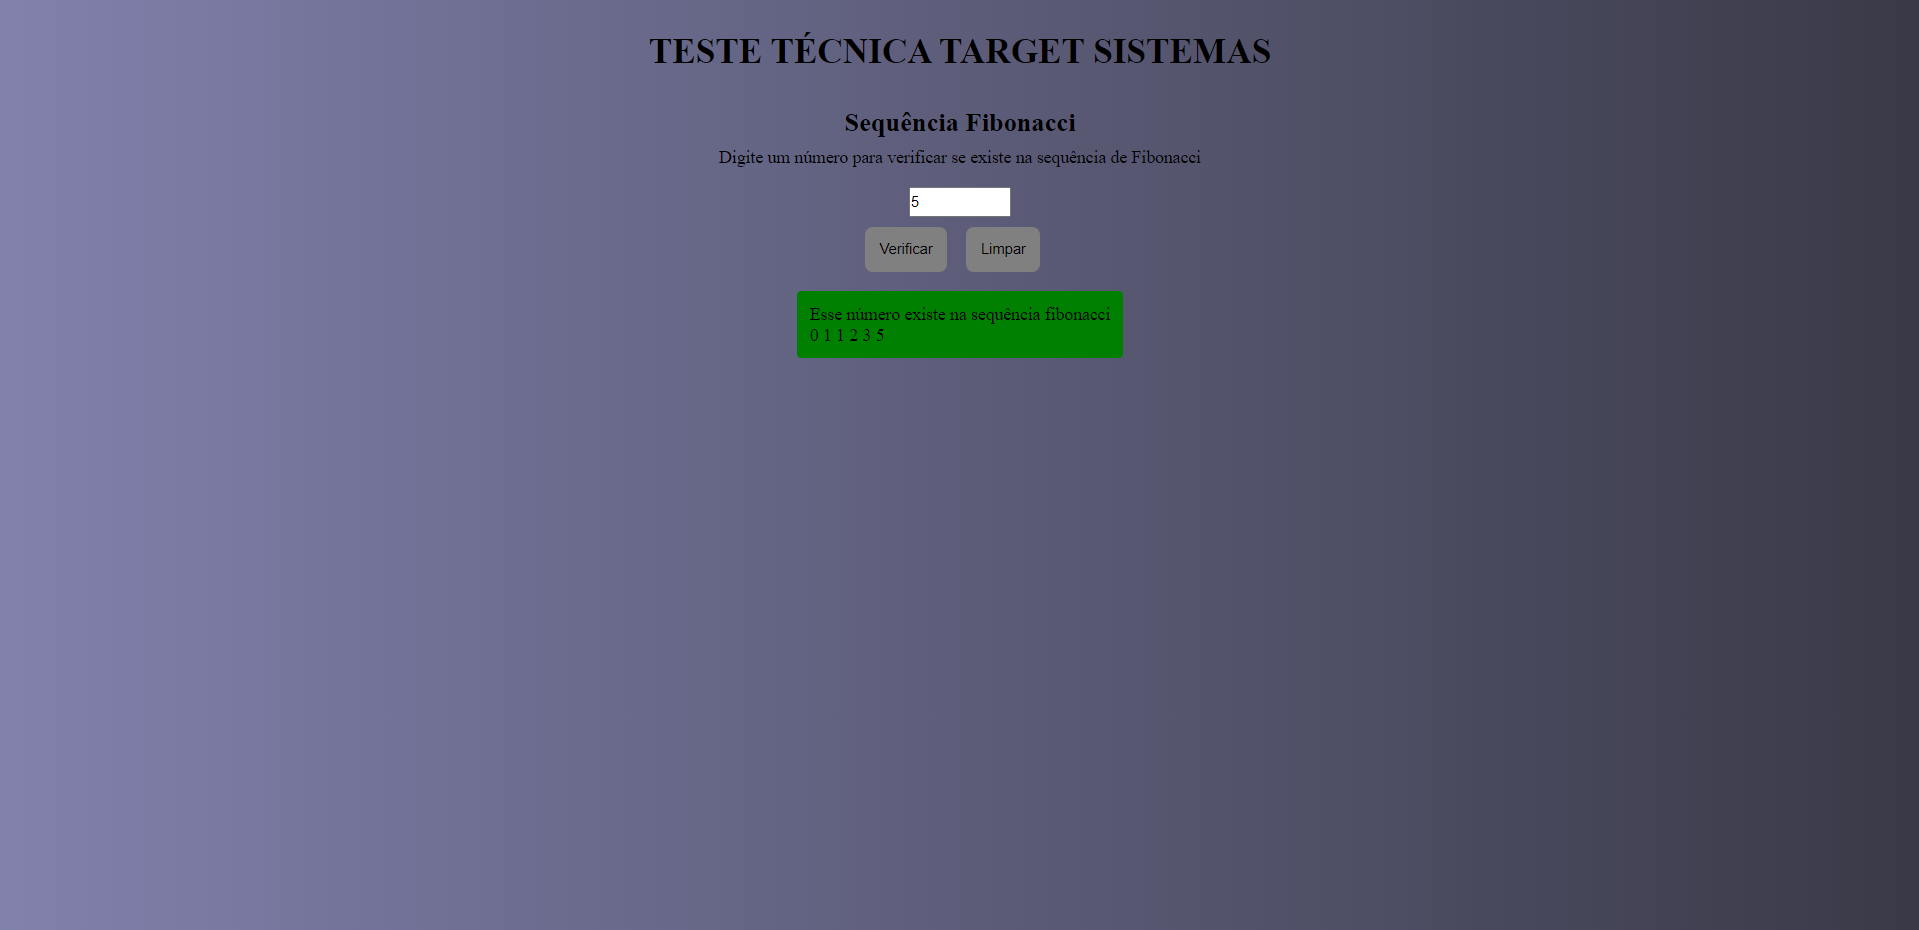 TESTE TÉCNICA TARGET SISTEMAS
Sequência Fibonacci
Digite um número para verificar se existe na sequência de Fibonacci
5
Verificar Limpar
Esse número existe na sequência fibonacci
0 1 1 2 3 5